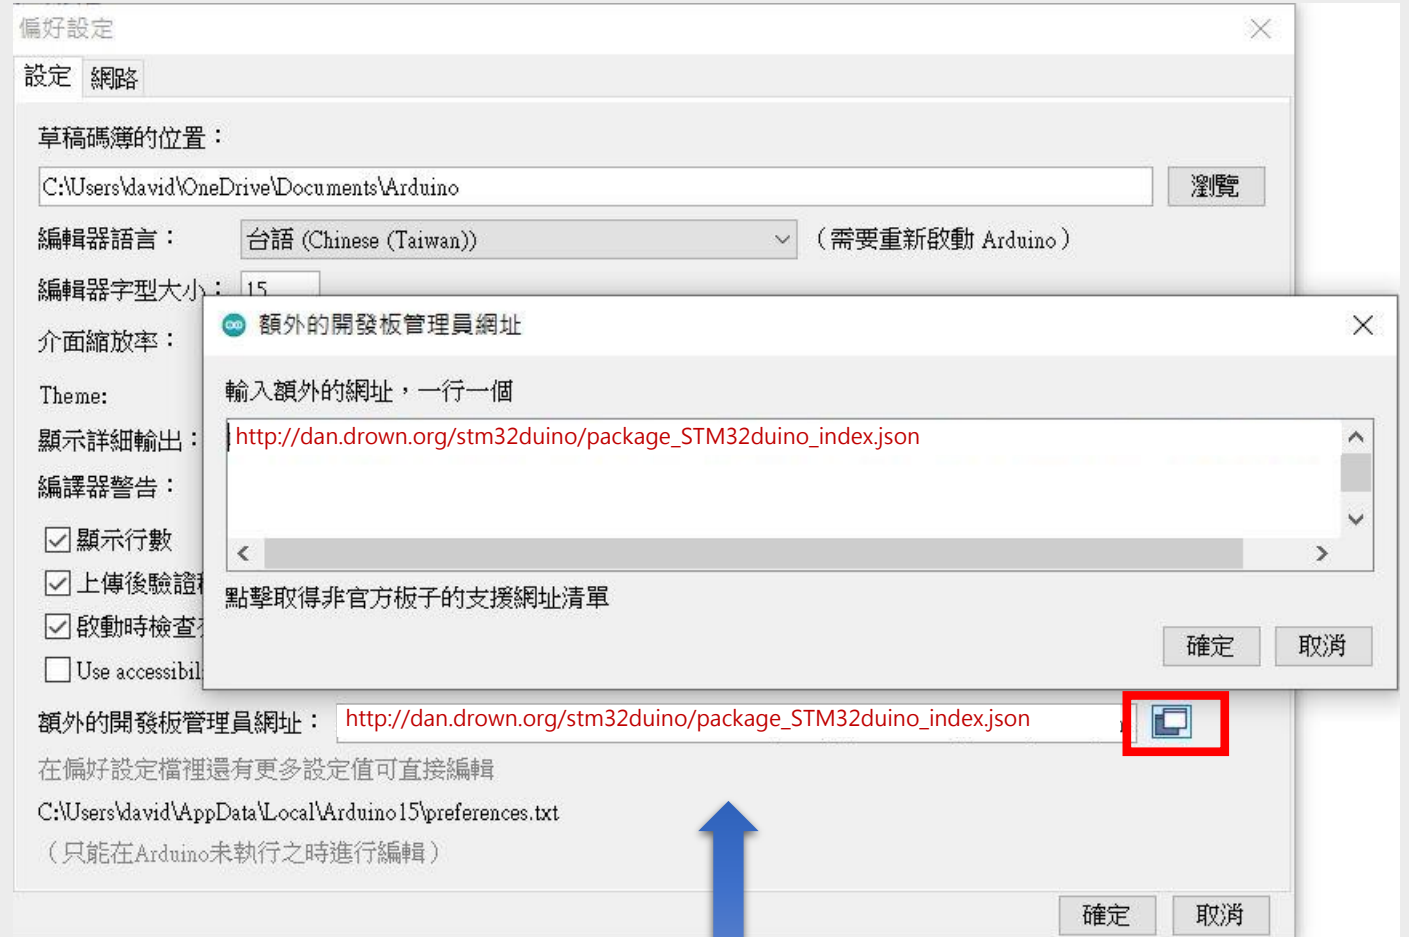 偏好設定
設定 網路
草稿碼簿的位置：
C:\Users\david\OneDrive\Documents\Arduino 瀏覽
編輯器語言： 台語 (Chinese (Taiwan)) （需要重新啟動 Arduino）
編輯器字型大小： 15
介面縮放率：
Theme:
顯示詳細輸出：
編譯器警告：
顯示行數
上傳後驗證
啟動時檢查
Use accessibil
額外的開發板管理員網址
輸入額外的網址，一行一個
http://dan.drown.org/stm32duino/package_STM32duino_index.json
點擊取得非官方板子的支援網址清單
確定 取消
額外的開發板管理員網址： http://dan.drown.org/stm32duino/package_STM32duino_index.json
在偏好設定檔裡還有更多設定值可直接編輯
C:\Users\david\AppData\Local\Arduino15\preferences.txt
（只能在Arduino未執行之時進行編輯）
確定 取消